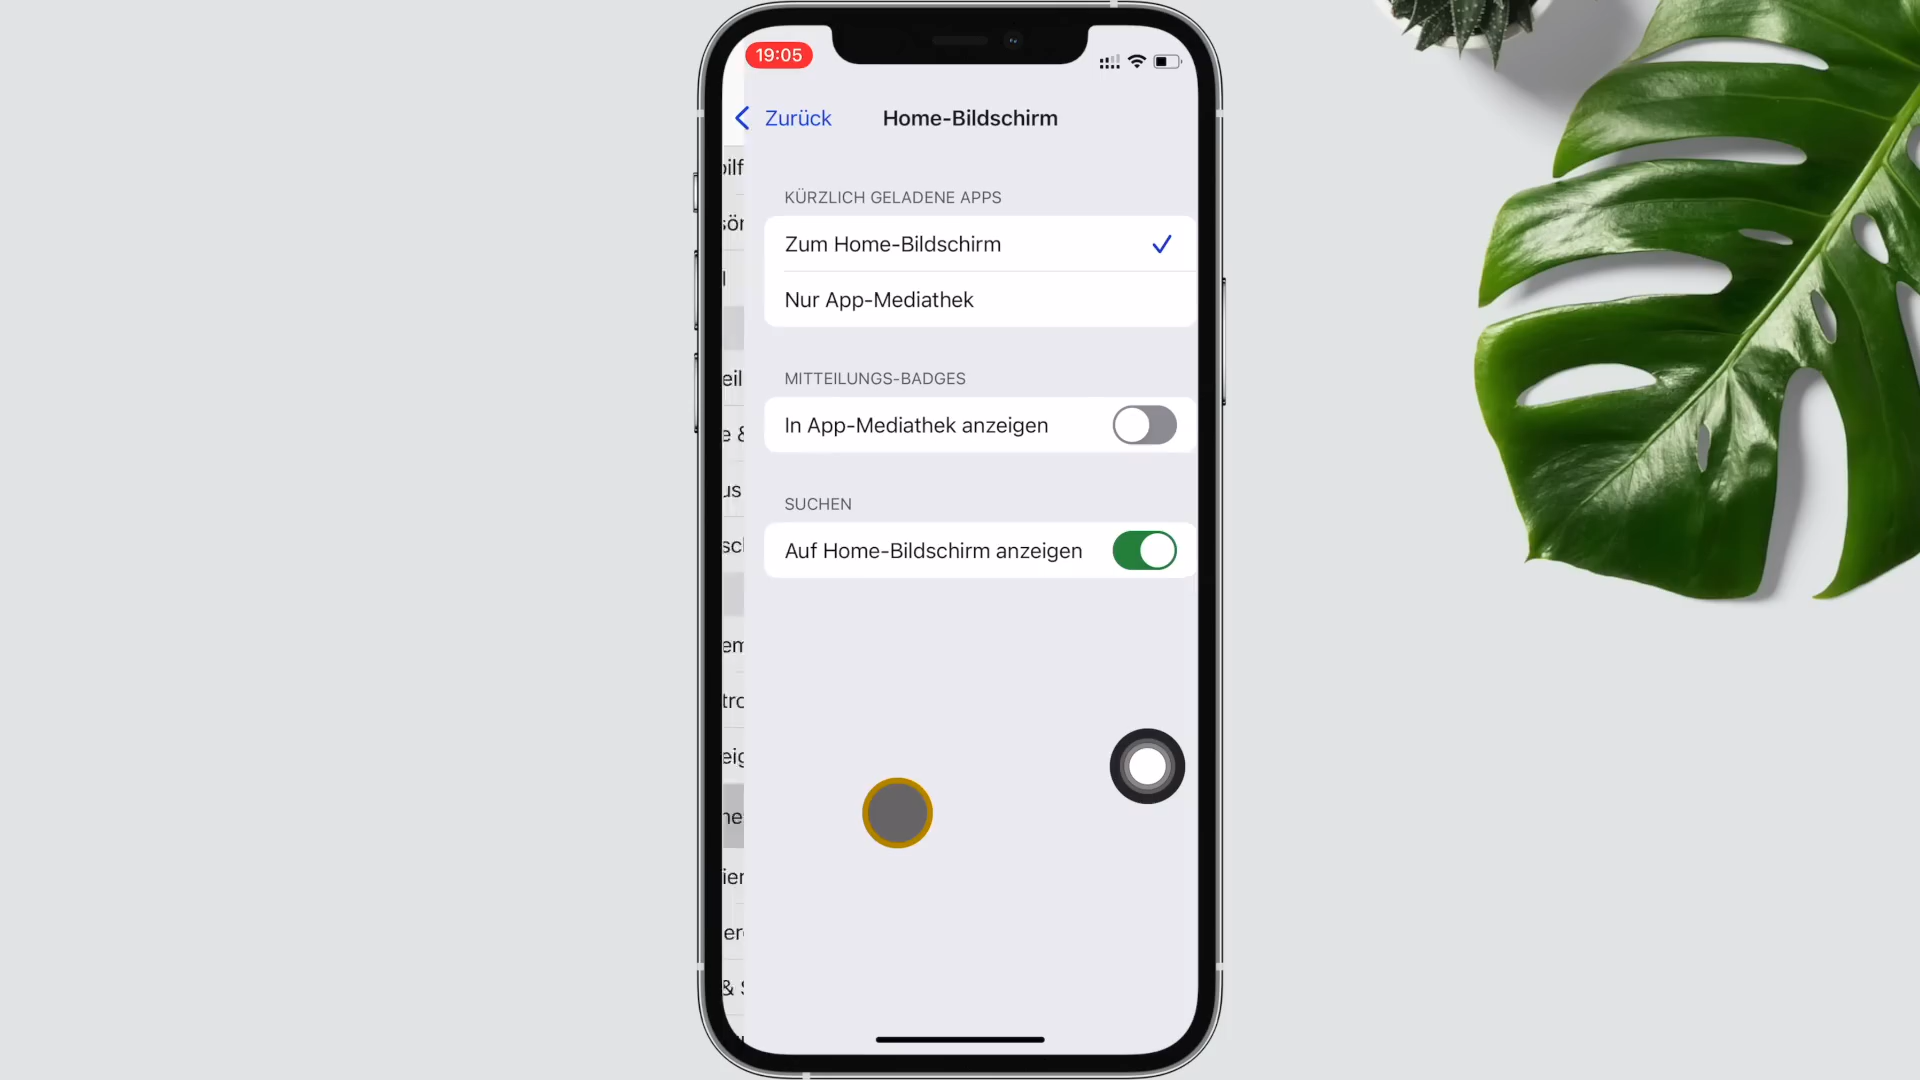 19:05
Zurück
Home-Bildschirm
KÜRZLICH GELADENE APPS
Zum Home-Bildschirm
Nur App-Mediathek
MITTEILUNGS-BADGES
In App-Mediathek anzeigen
SUCHEN
Auf Home-Bildschirm anzeigen